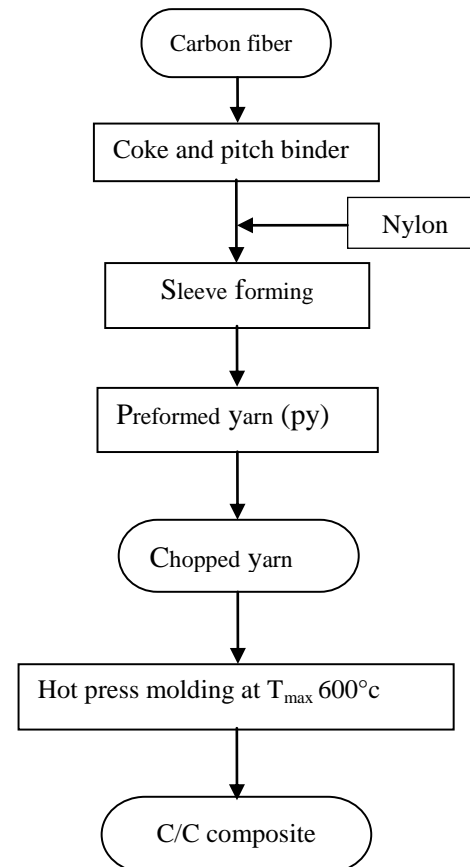 Carbon fiber
Coke and pitch binder
Nylon
Sleeve forming
Preformed yarn (py)
Chopped yarn
Hot press molding at Tmax 600°c
C/C composite